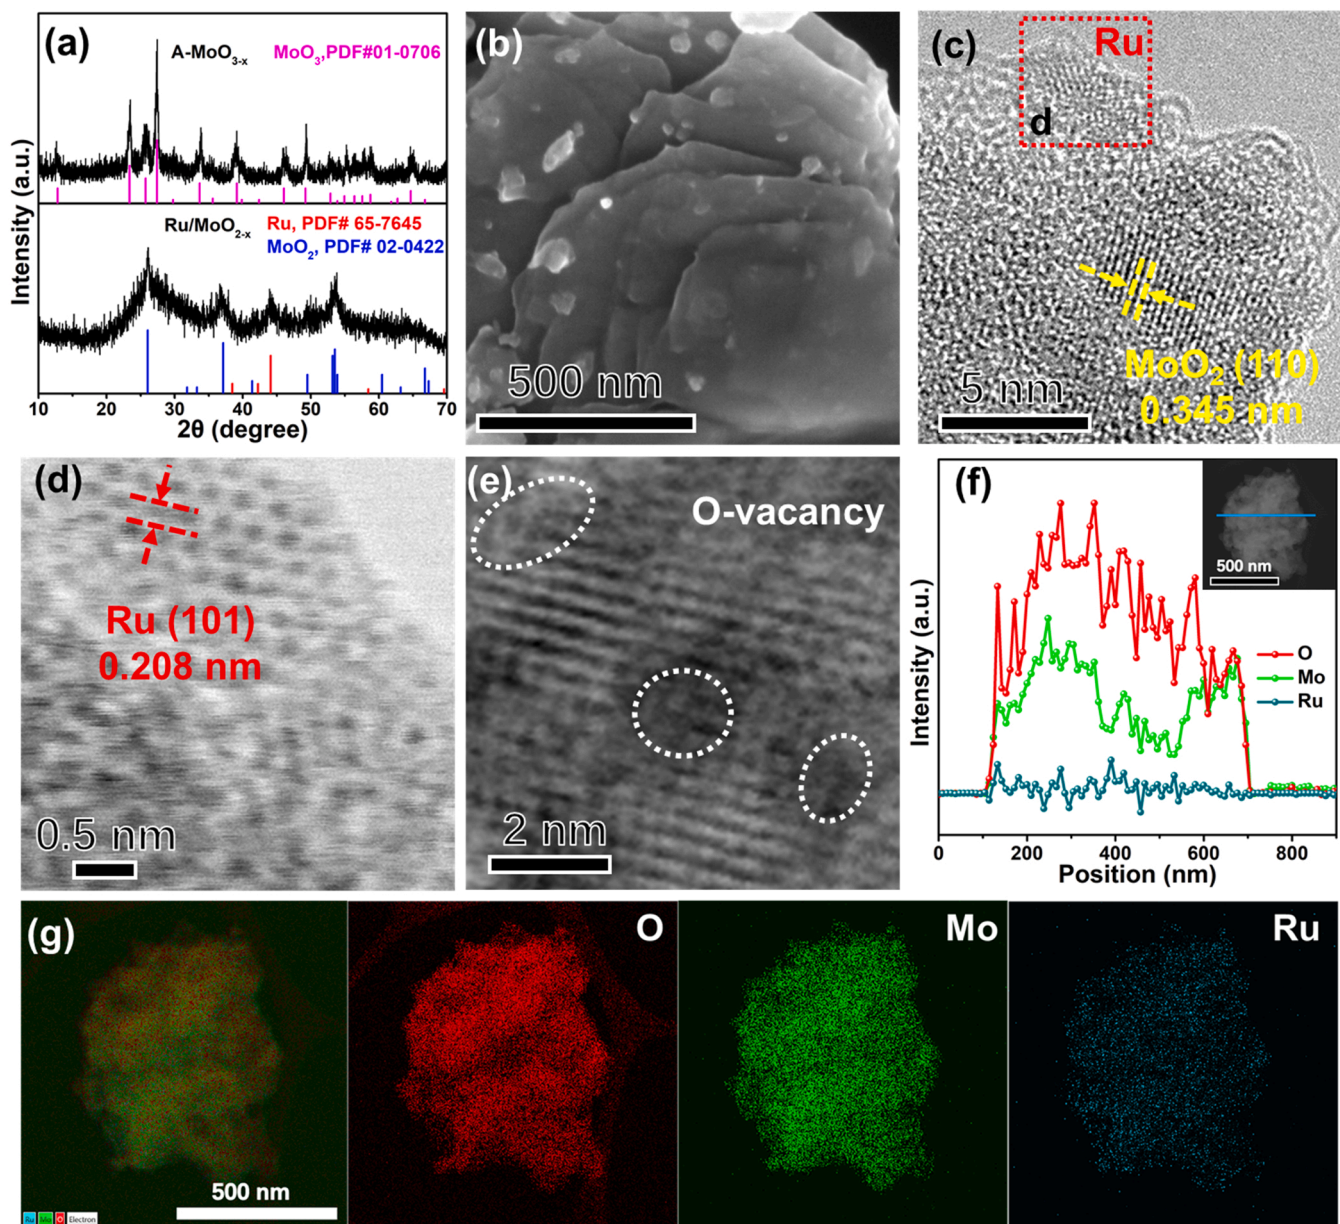 (a)
A-MoO3-x
MoO3,PDF#01-0706
Ru/MoO2-x
Ru, PDF# 65-7645
MoO2, PDF# 02-0422
Intensity (a.u.)
10 20 30 40 50 60 70
2θ (degree)
(b)
500 nm
(c)
Ru
d
MoO2 (110)
0.345 nm
5 nm
(d)
Ru (101)
0.208 nm
0.5 nm
(e)
O-vacancy
2 nm
(f)
500 nm
O
Mo
Ru
Intensity (a.u.)
0 200 400 600 800
Position (nm)
(g)
500 nm
Ru Mo O Electron
O
Mo
Ru